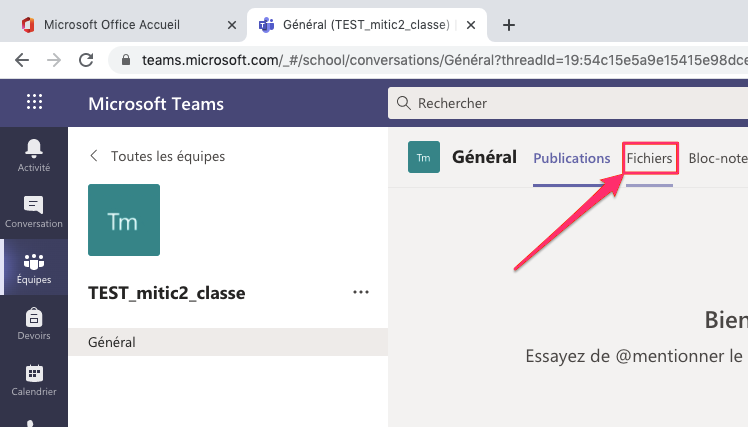 Microsoft Office Accueil
Général (TEST_mitic2_classe)
teams.microsoft.com/_#/school/conversations/Général?threadId=19:54c15e5a9e15415e98dce
Microsoft Teams
Rechercher
Activité
Conversation
Équipes
Devoirs
Calendrier
Toutes les équipes
Tm
TEST_mitic2_classe
Général
Tm
Général
Publications
Fichiers
Bloc-note
Bien
Essayez de @mentionner le